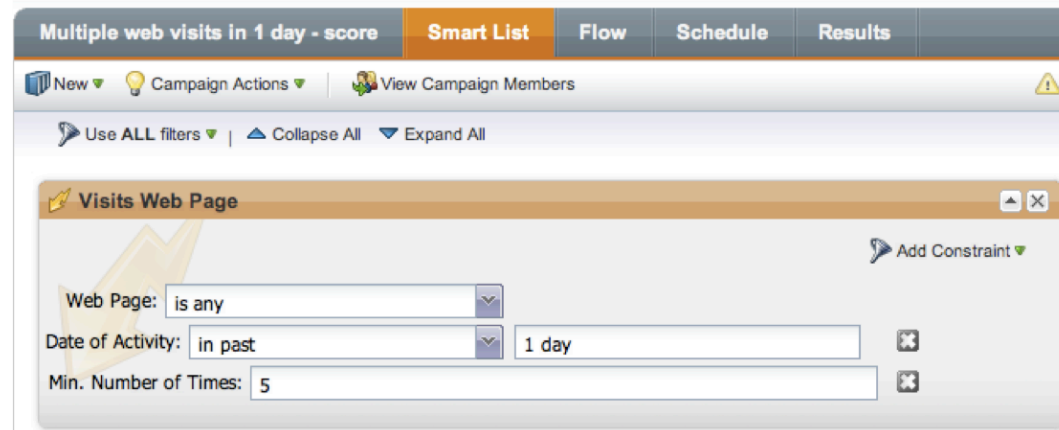 Multiple web visits in 1 day - score Smart List Flow Schedule Results
New Campaign Actions View Campaign Members
Use ALL filters | Collapse All Expand All
Visits Web Page
Add Constraint
Web Page: is any
Date of Activity: in past 1 day
Min. Number of Times: 5